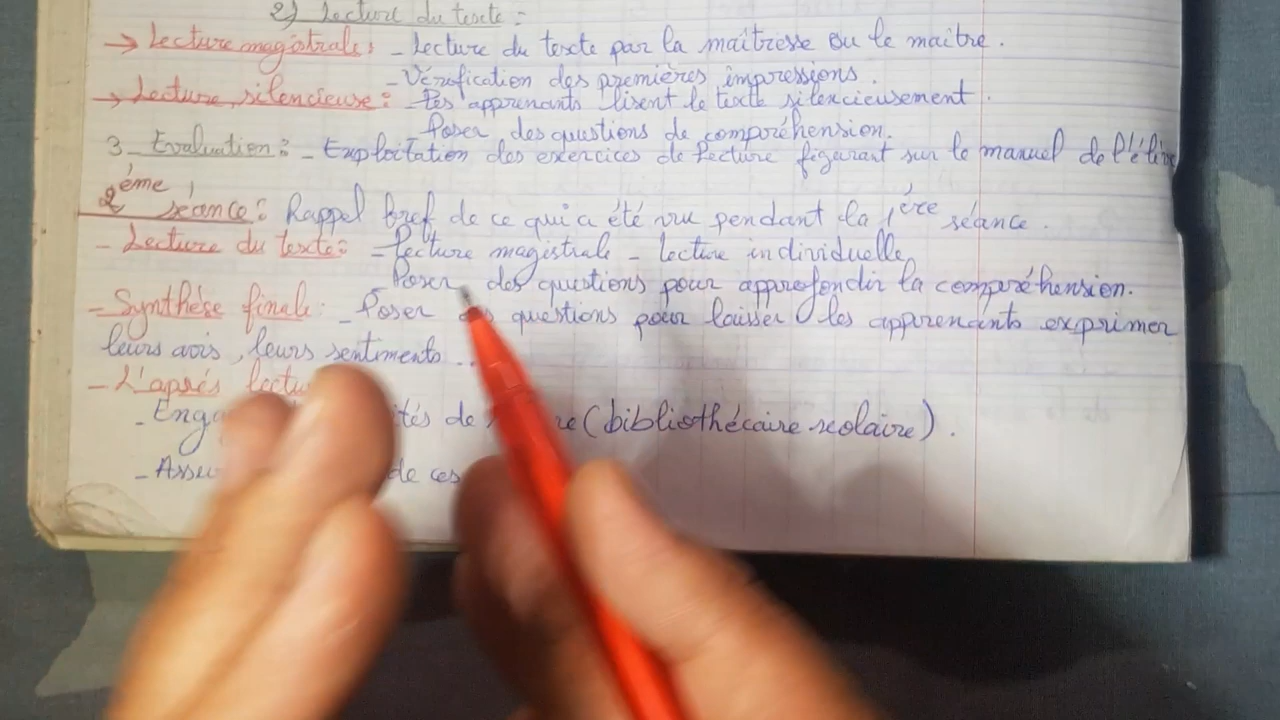 2) Lecture du texte :
→ Lecture magistrale : - Lecture du texte par la maîtresse ou le maître.
- Vérification des premières impressions.
→ Lecture silencieuse : - Les apprenants lisent le texte silencieusement.
- Poser des questions de compréhension.
3- Evaluation : - Exploitation des exercices de lecture figurant sur le manuel de l'élève
2ème séance : Rappel bref de ce qui a été vu pendant la 1ère séance.
- Lecture du texte : - Lecture magistrale - lecture individuelle
- Poser des questions pour approfondir la compréhension.
- Synthèse finale : - Poser des questions pour laisser les apprenants exprimer
leurs avis, leurs sentiments ...
- L'après
- de (bibliothécaire scolaire).
- de ces